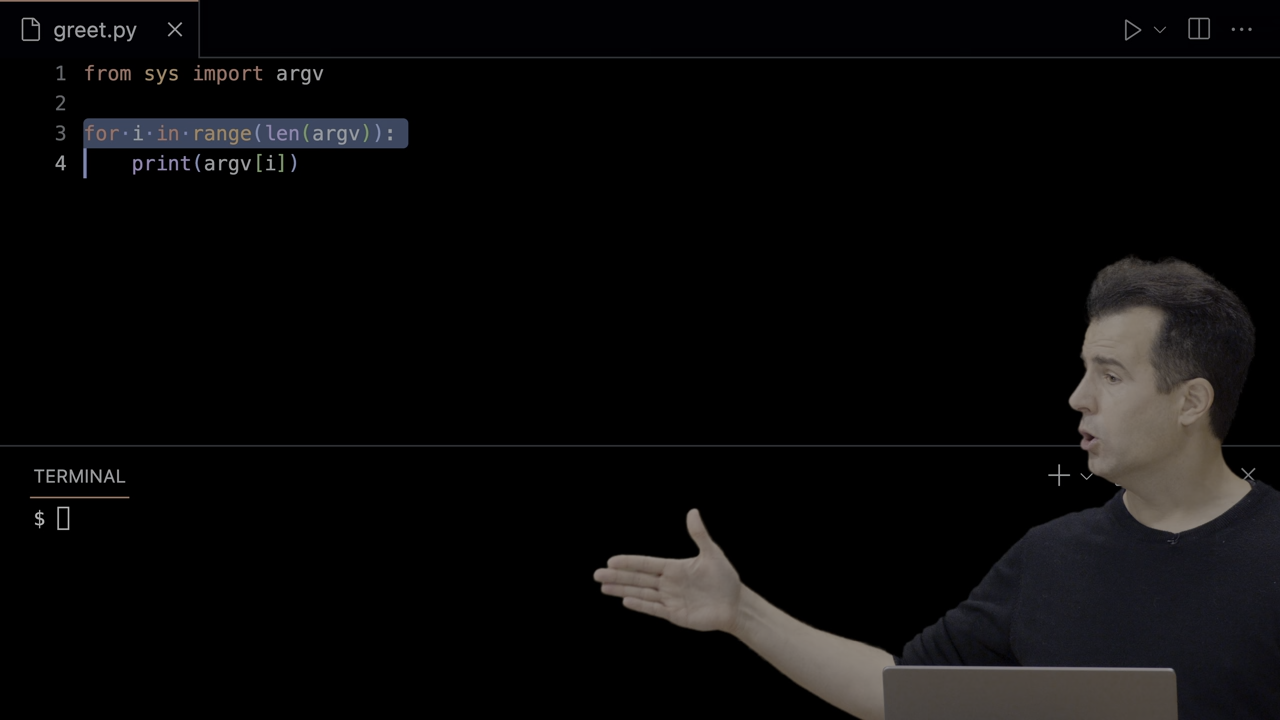 greet.py
1 from sys import argv
2
3 for i in range(len(argv)):
4     print(argv[i])
TERMINAL
$